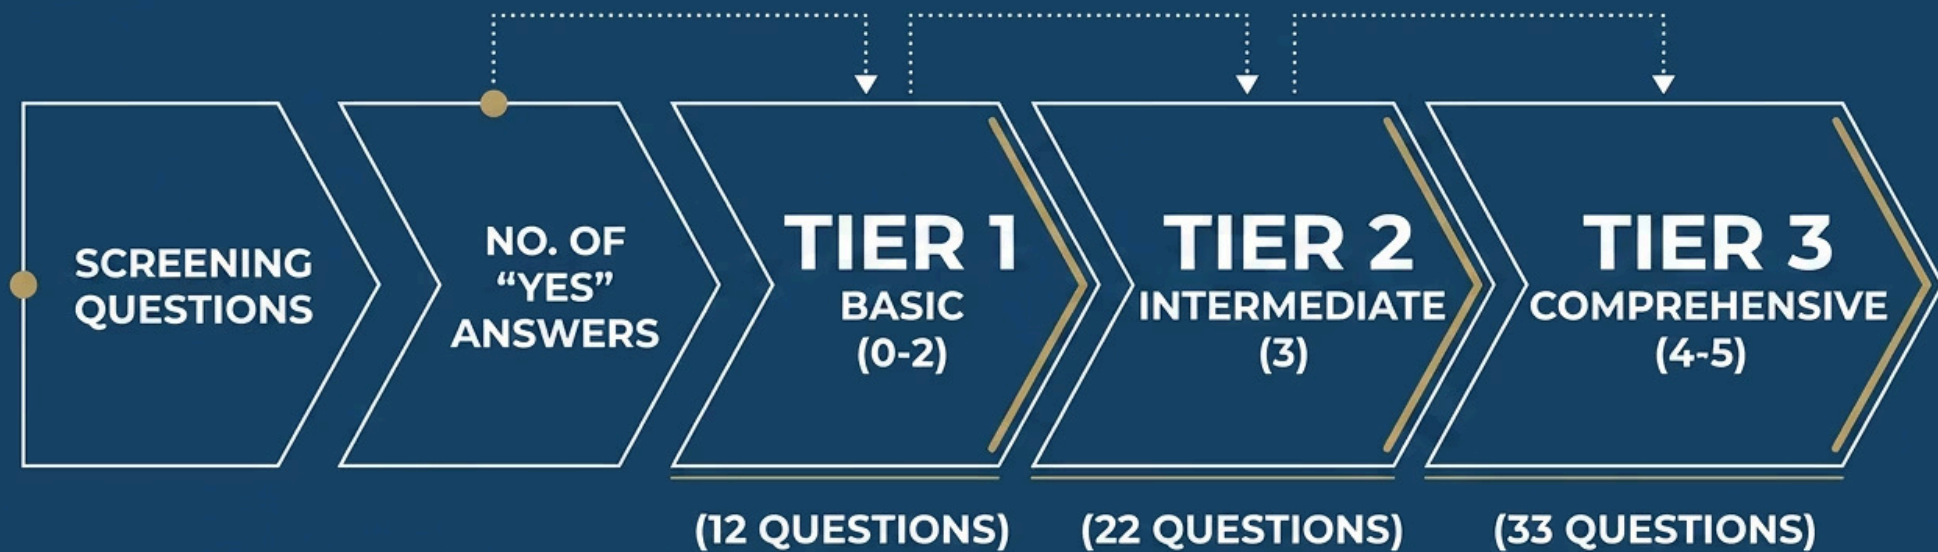 SCREENING
QUESTIONS
NO. OF
“YES”
ANSWERS
TIER 1
BASIC
(0-2)
(12 QUESTIONS)
TIER 2
INTERMEDIATE
(3)
(22 QUESTIONS)
TIER 3
COMPREHENSIVE
(4-5)
(33 QUESTIONS)